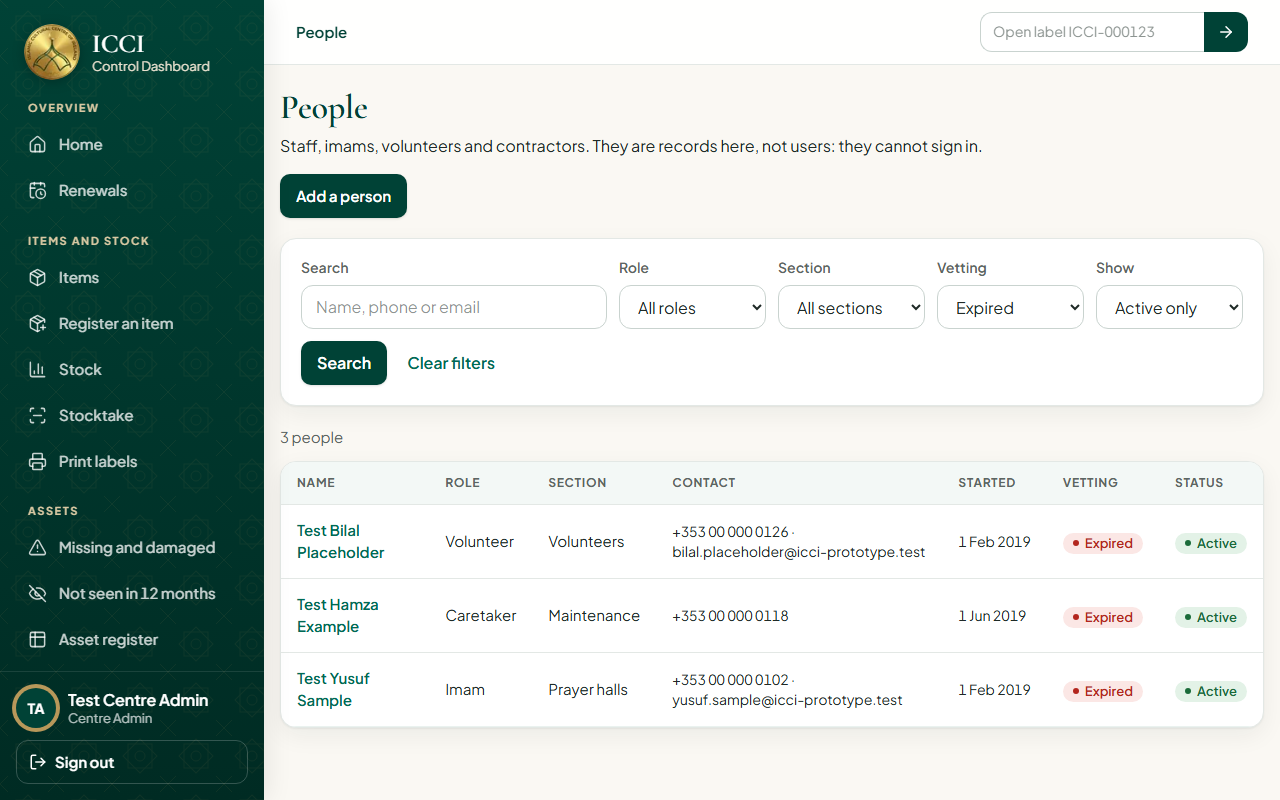 ICCI
Control Dashboard
OVERVIEW
Home
Renewals
ITEMS AND STOCK
Items
Register an item
Stock
Stocktake
Print labels
ASSETS
Missing and damaged
Not seen in 12 months
Asset register
TA
Test Centre Admin
Centre Admin
Sign out
People
Open label ICCI-000123
People
Staff, imams, volunteers and contractors. They are records here, not users: they cannot sign in.
Add a person
Search Role Section Vetting Show
Name, phone or email All roles All sections Expired Active only
Search Clear filters
3 people
NAME ROLE SECTION CONTACT STARTED VETTING STATUS
Test Bilal Placeholder Volunteer Volunteers +353 00 000 0126 · bilal.placeholder@icci-prototype.test 1 Feb 2019 Expired Active
Test Hamza Example Caretaker Maintenance +353 00 000 0118 1 Jun 2019 Expired Active
Test Yusuf Sample Imam Prayer halls +353 00 000 0102 · yusuf.sample@icci-prototype.test 1 Feb 2019 Expired Active